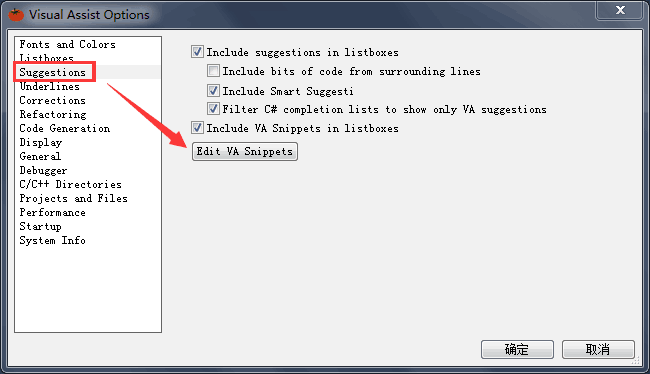 Visual Assist Options
Fonts and Colors
Listboxes
Suggestions
Underlines
Corrections
Refactoring
Code Generation
Display
General
Debugger
C/C++ Directories
Projects and Files
Performance
Startup
System Info
Include suggestions in listboxes
Include bits of code from surrounding lines
Include Smart Suggesti
Filter C# completion lists to show only VA suggestions
Include VA Snippets in listboxes
Edit VA Snippets
确定
取消